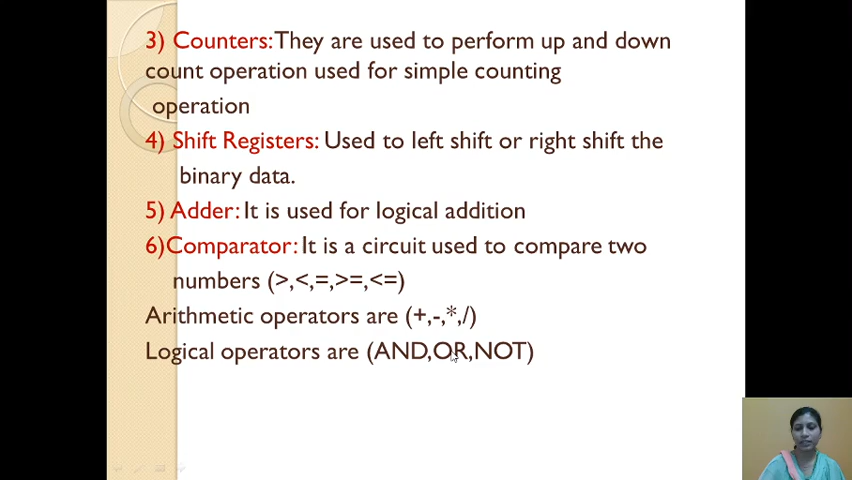 3) Counters: They are used to perform up and down
count operation used for simple counting
operation
4) Shift Registers: Used to left shift or right shift the
binary data.
5) Adder: It is used for logical addition
6)Comparator: It is a circuit used to compare two
numbers (>,<,=,>=,<=)
Arithmetic operators are (+,-,*,/)
Logical operators are (AND,OR,NOT)